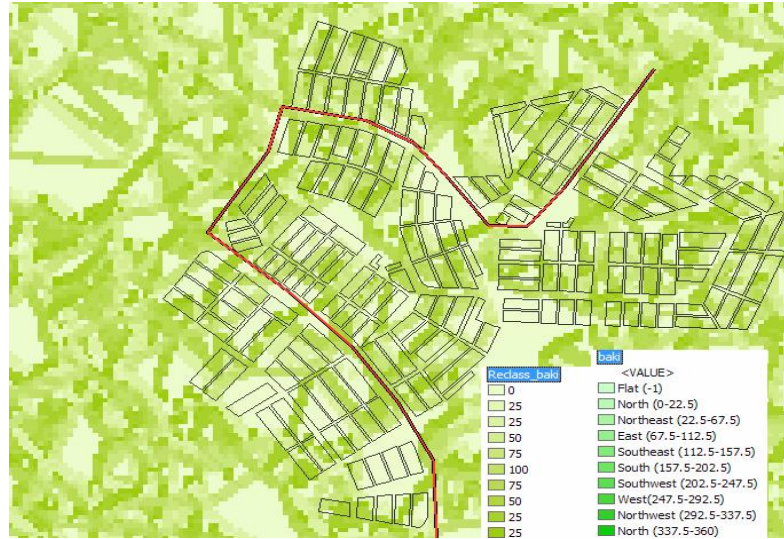 Reclass_baki
0
25
25
50
75
100
75
50
25
25
baki
<VALUE>
Flat (-1)
North (0-22.5)
Northeast (22.5-67.5)
East (67.5-112.5)
Southeast (112.5-157.5)
South (157.5-202.5)
Southwest (202.5-247.5)
West(247.5-292.5)
Northwest (292.5-337.5)
North (337.5-360)